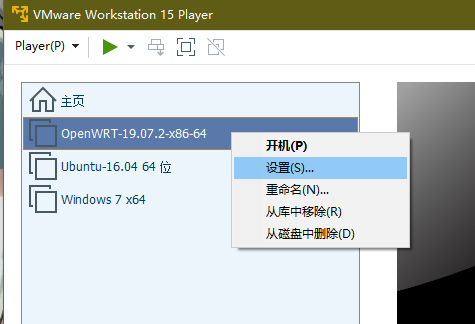 VMware Workstation 15 Player
Player(P)
主页
OpenWRT-19.07.2-x86-64
Ubuntu-16.04 64 位
Windows 7 x64
开机(P)
设置(S)...
重命名(N)...
从库中移除(R)
从磁盘中删除(D)